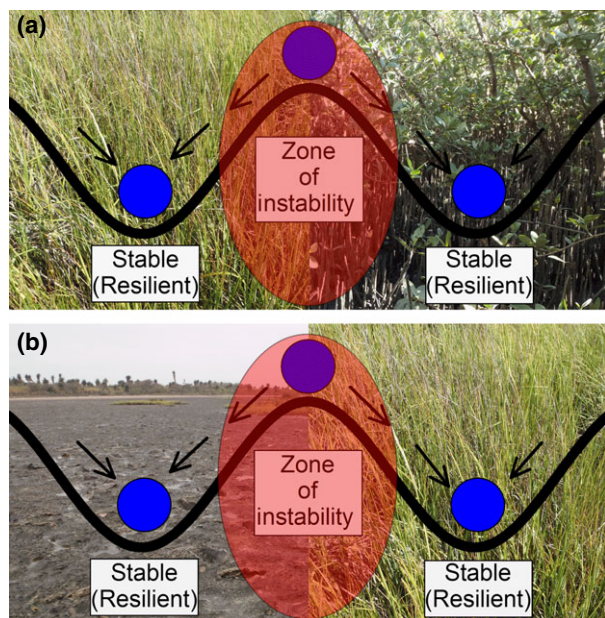 (a)
Zone
of
instability
Stable
(Resilient)
Stable
(Resilient)
(b)
Zone
of
instability
Stable
(Resilient)
Stable
(Resilient)